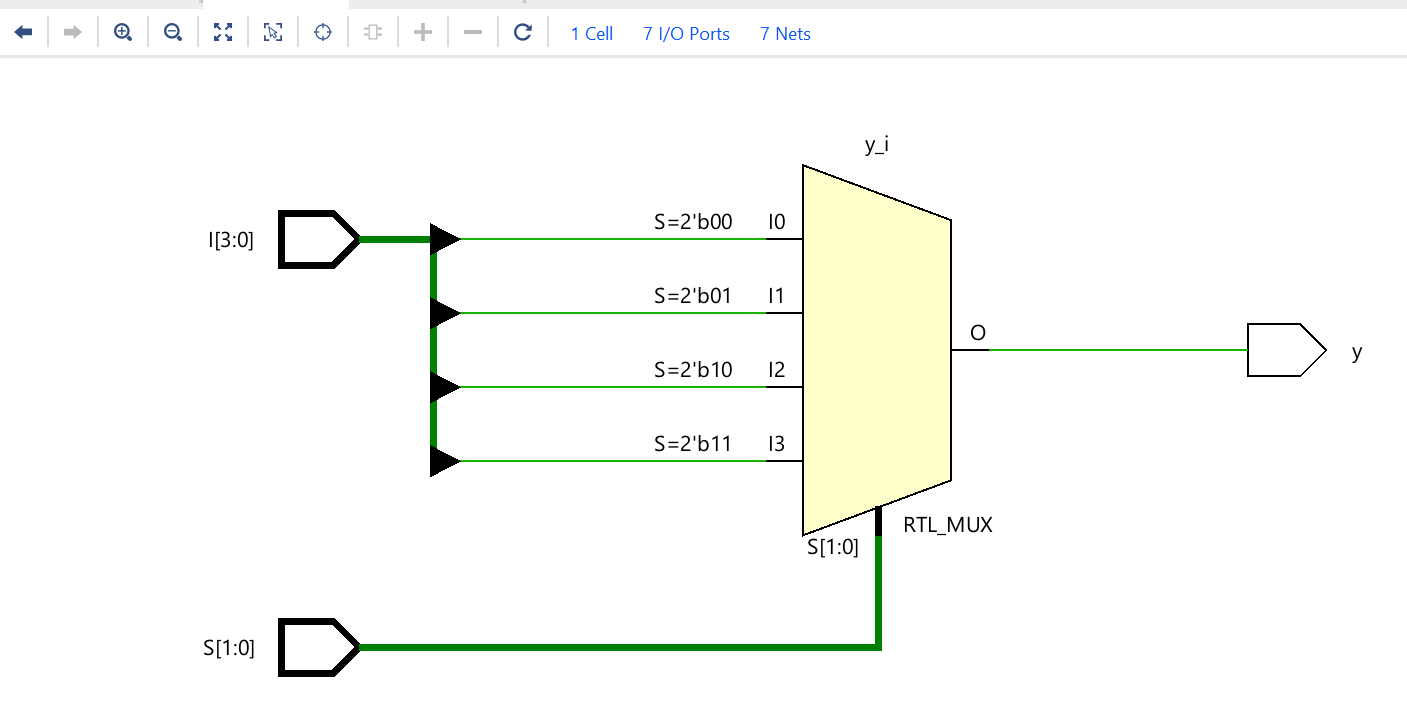 1 Cell 7 I/O Ports 7 Nets
y_i
S=2'b00 I0
I[3:0]
S=2'b01 I1
O
y
S=2'b10 I2
S=2'b11 I3
RTL_MUX
S[1:0]
S[1:0]